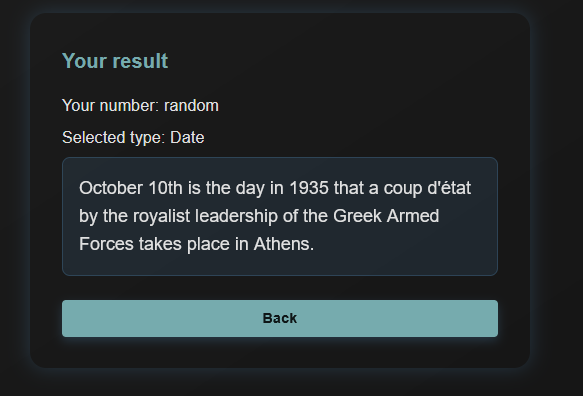 Your result
Your number: random
Selected type: Date
October 10th is the day in 1935 that a coup d'état
by the royalist leadership of the Greek Armed
Forces takes place in Athens.
Back